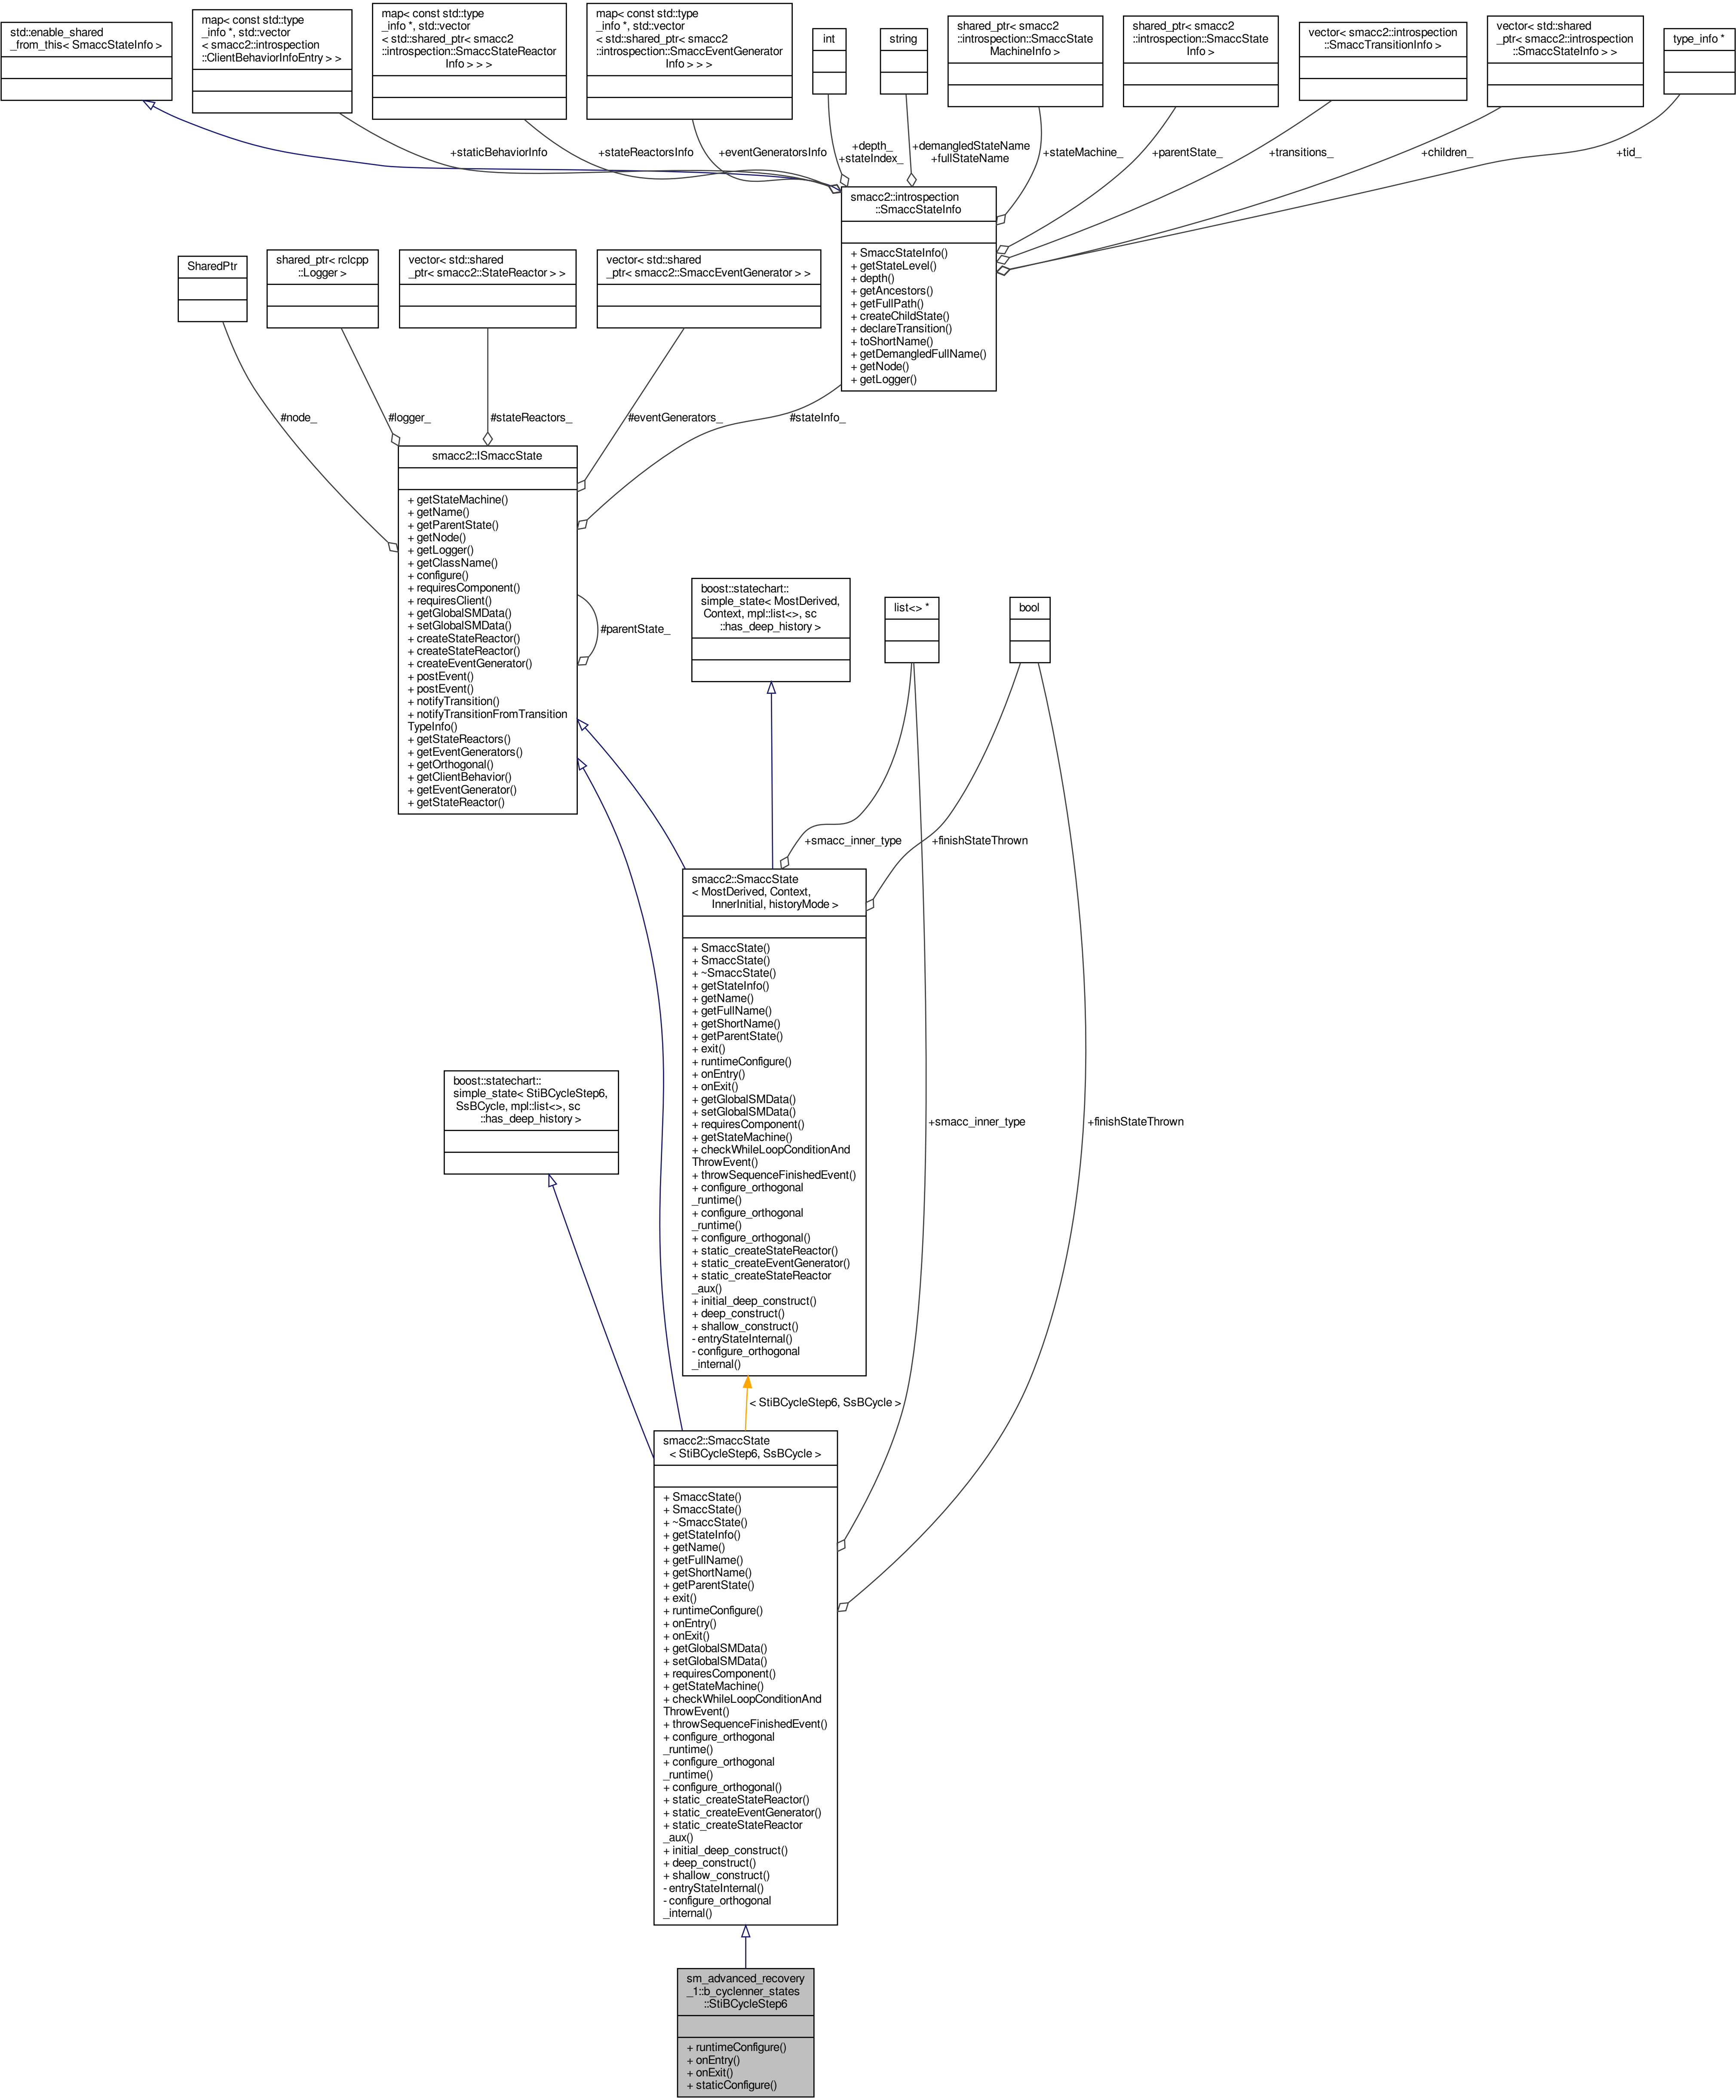 std::enable_shared
_from_this< SmaccStateInfo >
map< const std::type
_info *, std::vector
< smacc2::introspection
::ClientBehaviorInfoEntry > >
map< const std::type
_info *, std::vector
< std::shared_ptr< smacc2
::introspection::SmaccStateReactor
Info > > >
map< const std::type
_info *, std::vector
< std::shared_ptr< smacc2
::introspection::SmaccEventGenerator
Info > > >
int
string
shared_ptr< smacc2
::introspection::SmaccState
MachineInfo >
shared_ptr< smacc2
::introspection::SmaccState
Info >
vector< smacc2::introspection
::SmaccTransitionInfo >
vector< std::shared
_ptr< smacc2::introspection
::SmaccStateInfo > >
type_info *
+staticBehaviorInfo
+stateReactorsInfo
+eventGeneratorsInfo
+depth_
+stateIndex_
+demangledStateName
+fullStateName
+stateMachine_
+parentState_
+transitions_
+children_
+tid_
smacc2::introspection
::SmaccStateInfo
+ SmaccStateInfo()
+ getStateLevel()
+ depth()
+ getAncestors()
+ getFullPath()
+ createChildState()
+ declareTransition()
+ toShortName()
+ getDemangledFullName()
+ getNode()
+ getLogger()
SharedPtr
shared_ptr< rclcpp
::Logger >
vector< std::shared
_ptr< smacc2::StateReactor > >
vector< std::shared
_ptr< smacc2::SmaccEventGenerator > >
#node_
#logger_
#stateReactors_
#eventGenerators_
#stateInfo_
smacc2::ISmaccState
+ getStateMachine()
+ getName()
+ getParentState()
+ getNode()
+ getLogger()
+ getClassName()
+ configure()
+ requiresComponent()
+ requiresClient()
+ getGlobalSMData()
+ setGlobalSMData()
+ createStateReactor()
+ createStateReactor()
+ createEventGenerator()
+ postEvent()
+ postEvent()
+ notifyTransition()
+ notifyTransitionFromTransition
TypeInfo()
+ getStateReactors()
+ getEventGenerators()
+ getOrthogonal()
+ getClientBehavior()
+ getEventGenerator()
+ getStateReactor()
#parentState_
boost::statechart::
simple_state< MostDerived,
Context, mpl::list<>, sc
::has_deep_history >
list<> *
bool
+smacc_inner_type
+finishStateThrown
smacc2::SmaccState
< MostDerived, Context,
InnerInitial, historyMode >
+ SmaccState()
+ SmaccState()
+ ~SmaccState()
+ getStateInfo()
+ getName()
+ getFullName()
+ getShortName()
+ getParentState()
+ exit()
+ runtimeConfigure()
+ onEntry()
+ onExit()
+ getGlobalSMData()
+ setGlobalSMData()
+ requiresComponent()
+ getStateMachine()
+ checkWhileLoopConditionAnd
ThrowEvent()
+ throwSequenceFinishedEvent()
+ configure_orthogonal
_runtime()
+ configure_orthogonal
_runtime()
+ configure_orthogonal()
+ static_createStateReactor()
+ static_createEventGenerator()
+ static_createStateReactor
_aux()
+ initial_deep_construct()
+ deep_construct()
+ shallow_construct()
- entryStateInternal()
- configure_orthogonal
_internal()
boost::statechart::
simple_state< StiBCycleStep6,
SsBCycle, mpl::list<>, sc
::has_deep_history >
+smacc_inner_type
+finishStateThrown
< StiBCycleStep6, SsBCycle >
smacc2::SmaccState
< StiBCycleStep6, SsBCycle >
+ SmaccState()
+ SmaccState()
+ ~SmaccState()
+ getStateInfo()
+ getName()
+ getFullName()
+ getShortName()
+ getParentState()
+ exit()
+ runtimeConfigure()
+ onEntry()
+ onExit()
+ getGlobalSMData()
+ setGlobalSMData()
+ requiresComponent()
+ getStateMachine()
+ checkWhileLoopConditionAnd
ThrowEvent()
+ throwSequenceFinishedEvent()
+ configure_orthogonal
_runtime()
+ configure_orthogonal
_runtime()
+ configure_orthogonal()
+ static_createStateReactor()
+ static_createEventGenerator()
+ static_createStateReactor
_aux()
+ initial_deep_construct()
+ deep_construct()
+ shallow_construct()
- entryStateInternal()
- configure_orthogonal
_internal()
sm_advanced_recovery
_1::b_cyclenner_states
::StiBCycleStep6
+ runtimeConfigure()
+ onEntry()
+ onExit()
+ staticConfigure()